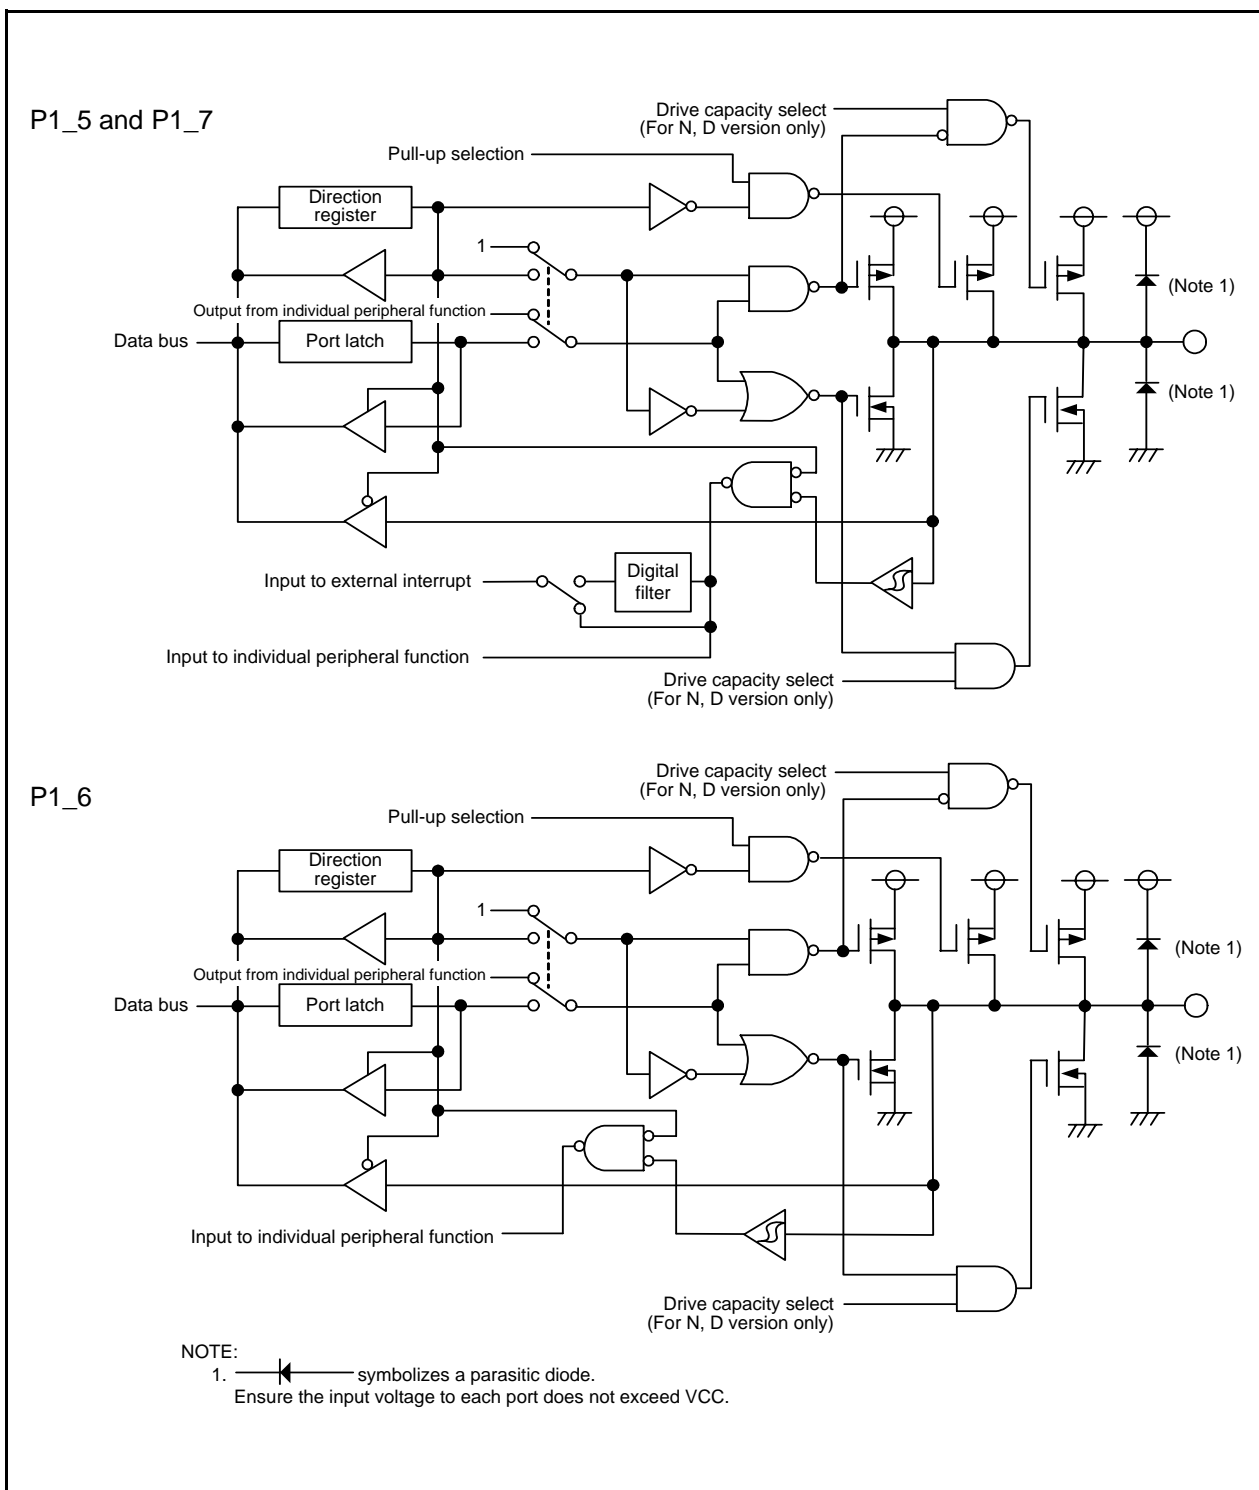 P1_5 and P1_7
Drive capacity select
(For N, D version only)
Pull-up selection
Direction
register
1
(Note 1)
Output from individual peripheral function
Data bus
Port latch
(Note 1)
Input to external interrupt
Digital
filter
Input to individual peripheral function
Drive capacity select
(For N, D version only)
P1_6
Drive capacity select
(For N, D version only)
Pull-up selection
Direction
register
1
(Note 1)
Output from individual peripheral function
Data bus
Port latch
(Note 1)
Input to individual peripheral function
Drive capacity select
(For N, D version only)
NOTE:
1. symbolizes a parasitic diode.
Ensure the input voltage to each port does not exceed VCC.